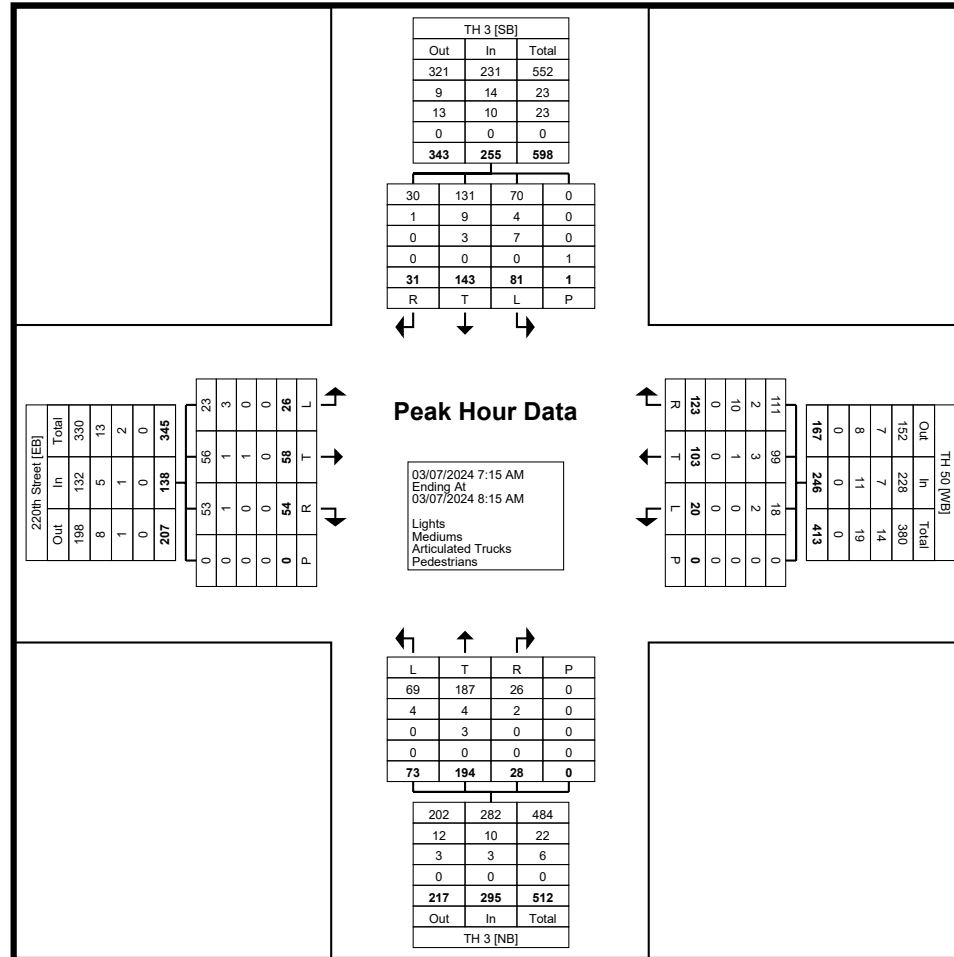 TH 3 [SB]
Out In Total
321 231 552
9 14 23
13 10 23
0 0 0
343 255 598
30 131 70 0
1 9 4 0
0 3 7 0
0 0 0 1
31 143 81 1
R T L P
220th Street [EB]
Total In Out
330 132 198
13 5 8
2 1 1
0 0 0
345 138 207
23 56 53 0
3 1 1 0
0 1 0 0
0 0 0 0
26 58 54 0
L T R P
Peak Hour Data
03/07/2024 7:15 AM
Ending At
03/07/2024 8:15 AM
Lights
Mediums
Articulated Trucks
Pedestrians
R T L P
123 103 20 0
0 0 0 0
10 1 0 0
2 3 2 0
111 99 18 0
TH 50 [WB]
Out In Total
152 228 380
7 7 14
8 11 19
0 0 0
167 246 413
L T R P
69 187 26 0
4 4 2 0
0 3 0 0
0 0 0 0
73 194 28 0
202 282 484
12 10 22
3 3 6
0 0 0
217 295 512
Out In Total
TH 3 [NB]